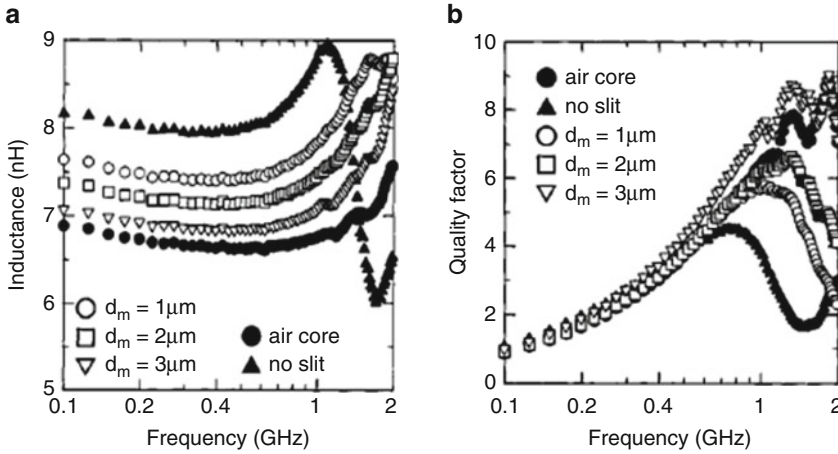 a
9
8
7
6
5
Inductance (nH)
d_m = 1μm
d_m = 2μm
d_m = 3μm
air core
no slit
0.1
0.2
0.4
1
2
Frequency (GHz)
b
10
8
6
4
2
0
Quality factor
air core
no slit
d_m = 1μm
d_m = 2μm
d_m = 3μm
0.1
0.2
0.4
1
2
Frequency (GHz)